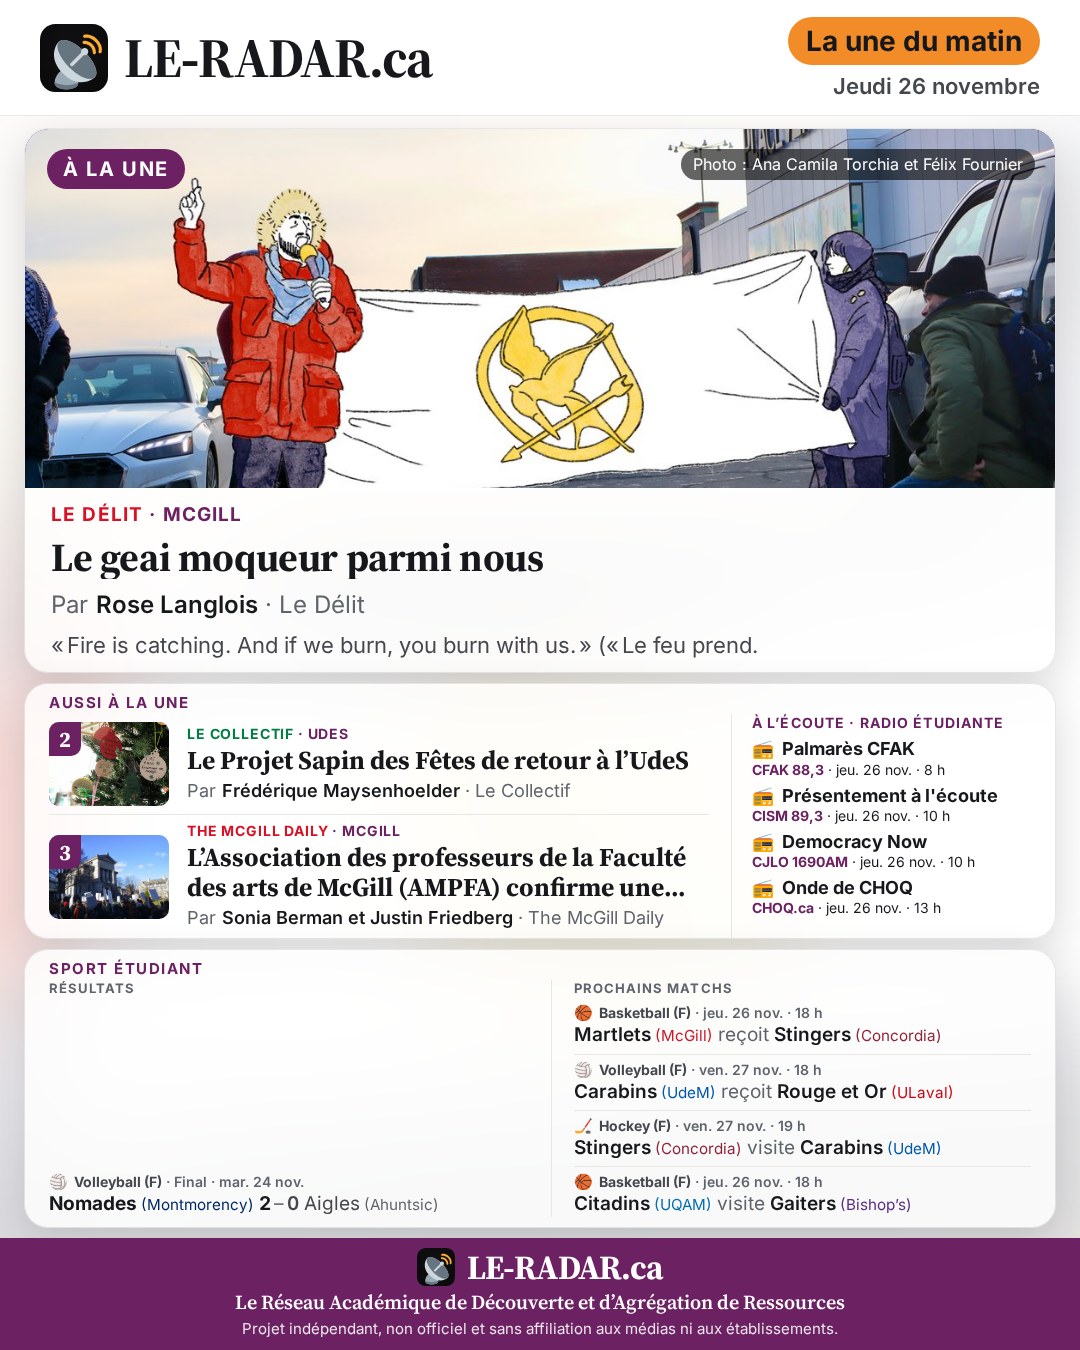 LE-RADAR.ca
La une du matin
Jeudi 26 novembre
À LA UNE
Photo : Ana Camila Torchia et Félix Fournier
LE DÉLIT · MCGILL
Le geai moqueur parmi nous
Par Rose Langlois · Le Délit
« Fire is catching. And if we burn, you burn with us. » (« Le feu prend.
AUSSI À LA UNE
2
LE COLLECTIF · UDES
Le Projet Sapin des Fêtes de retour à l’UdeS
Par Frédérique Maysenhoelder · Le Collectif
3
THE MCGILL DAILY · MCGILL
L’Association des professeurs de la Faculté
des arts de McGill (AMPFA) confirme une…
Par Sonia Berman et Justin Friedberg · The McGill Daily
À L’ÉCOUTE · RADIO ÉTUDIANTE
Palmarès CFAK
CFAK 88,3 · jeu. 26 nov. · 8 h
Présentement à l'écoute
CISM 89,3 · jeu. 26 nov. · 10 h
Democracy Now
CJLO 1690AM · jeu. 26 nov. · 10 h
Onde de CHOQ
CHOQ.ca · jeu. 26 nov. · 13 h
SPORT ÉTUDIANT
RÉSULTATS
Volleyball (F) · Final · mar. 24 nov.
Nomades (Montmorency) 2 – 0 Aigles (Ahuntsic)
PROCHAINS MATCHS
Basketball (F) · jeu. 26 nov. · 18 h
Martlets (McGill) reçoit Stingers (Concordia)
Volleyball (F) · ven. 27 nov. · 18 h
Carabins (UdeM) reçoit Rouge et Or (ULaval)
Hockey (F) · ven. 27 nov. · 19 h
Stingers (Concordia) visite Carabins (UdeM)
Basketball (F) · jeu. 26 nov. · 18 h
Citadins (UQAM) visite Gaiters (Bishop’s)
LE-RADAR.ca
Le Réseau Académique de Découverte et d’Agrégation de Ressources
Projet indépendant, non officiel et sans affiliation aux médias ni aux établissements.